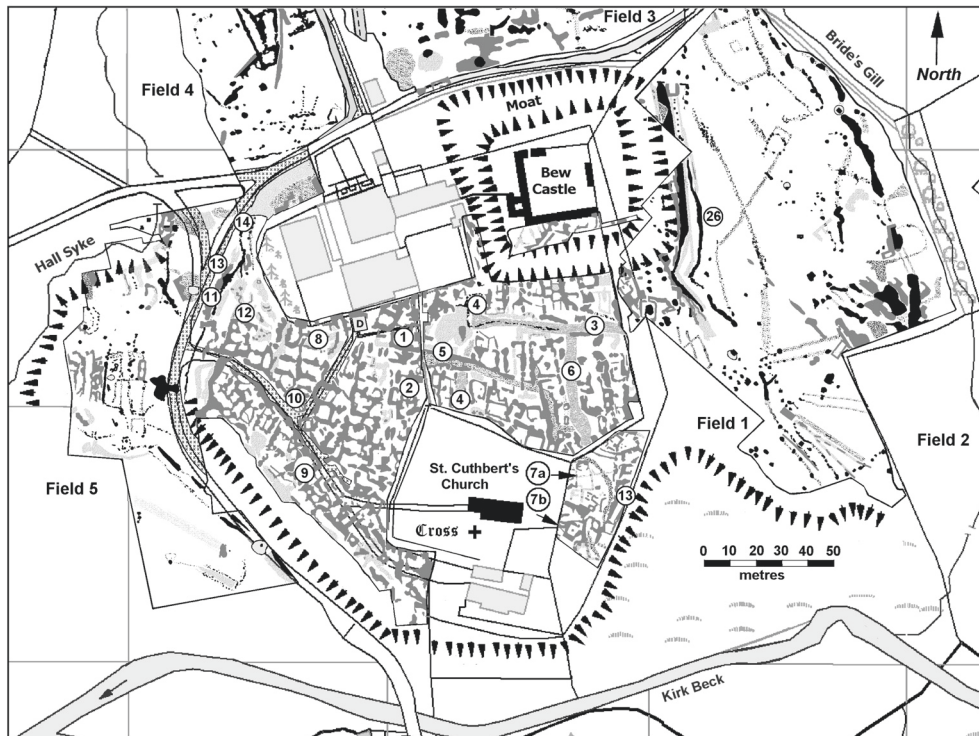 Field 3
Bride's Gill
North
Field 4
Moat
Bew
Castle
26
14
Hall Syke
13
11
12
8
D
1
4
3
5
6
2
4
10
9
Field 1
Field 2
St. Cuthbert's
Church
7a
13
7b
Field 5
Cross
0 10 20 30 40 50
metres
Kirk Beck